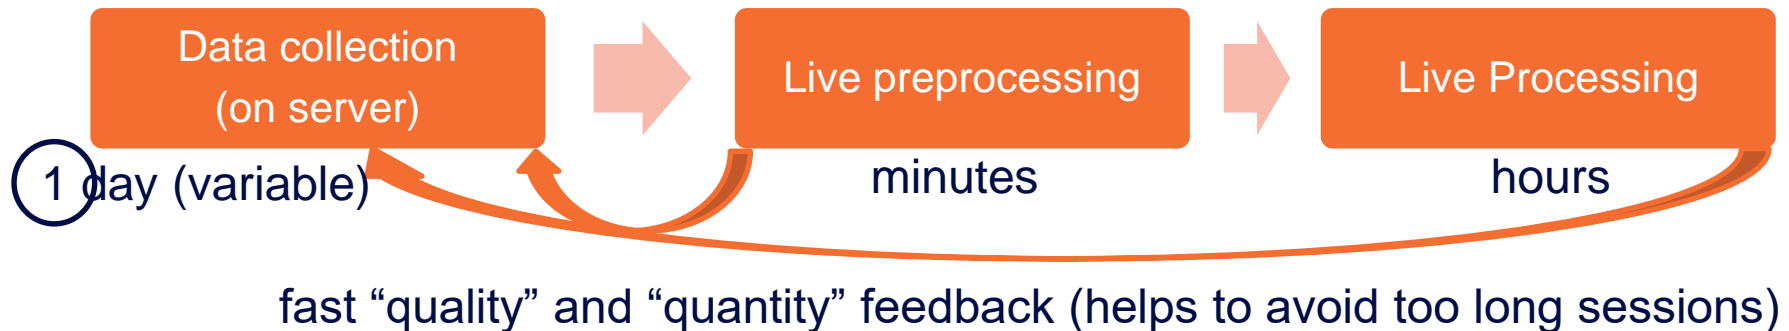 Data collection
(on server)
Live preprocessing
Live Processing
1 day (variable)
minutes
hours
fast “quality” and “quantity” feedback (helps to avoid too long sessions)